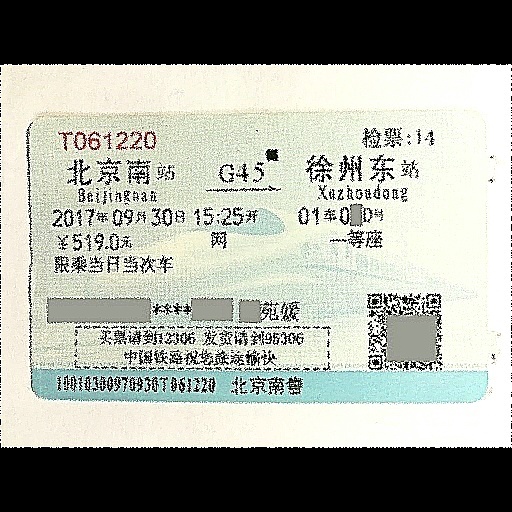 T061220 检票:14
北京南站 G45 徐州东站
Beijingnan Xuzhoudong
2017年09月30日 15:25开 01车0 0号
￥519.0元 网 一等座
限乘当日当次车
**** 苑媛
买票请到12306 发货请到95306
中国铁路祝您旅途愉快
10010300970930T061220 北京南售